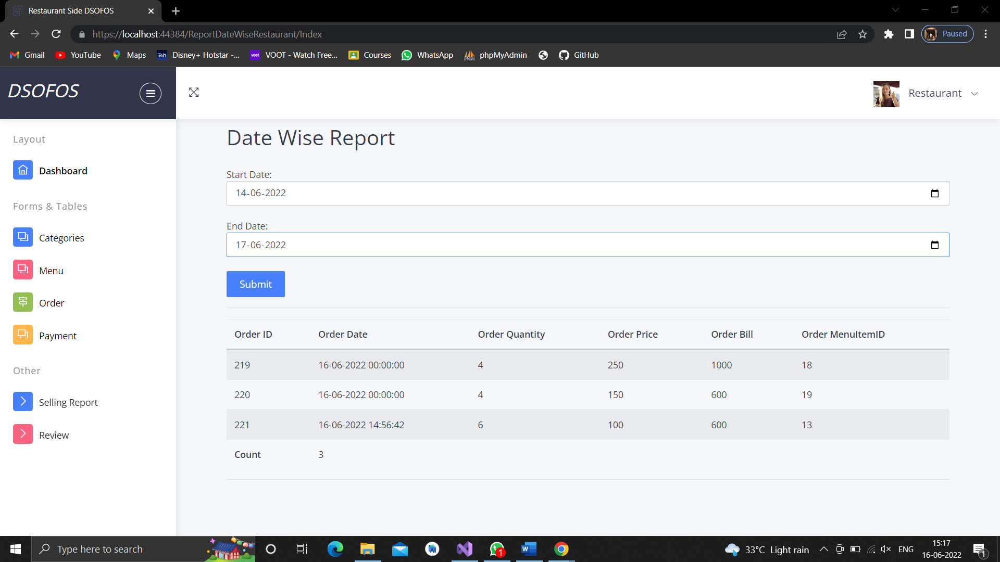 Restaurant Side DSOFOS
https://localhost:44384/ReportDateWiseRestaurant/Index
Paused
Gmail YouTube Maps Disney+ Hotstar -... VOOT - Watch Free... Courses WhatsApp phpMyAdmin GitHub
DSOFOS
Restaurant
Layout
Dashboard
Forms & Tables
Categories
Menu
Order
Payment
Other
Selling Report
Review
Date Wise Report
Start Date:
14-06-2022
End Date:
17-06-2022
Submit
Order ID Order Date Order Quantity Order Price Order Bill Order MenuItemID
219 16-06-2022 00:00:00 4 250 1000 18
220 16-06-2022 00:00:00 4 150 600 19
221 16-06-2022 14:56:42 6 100 600 13
Count 3
Type here to search
1
33°C Light rain
ENG
15:17
16-06-2022
1